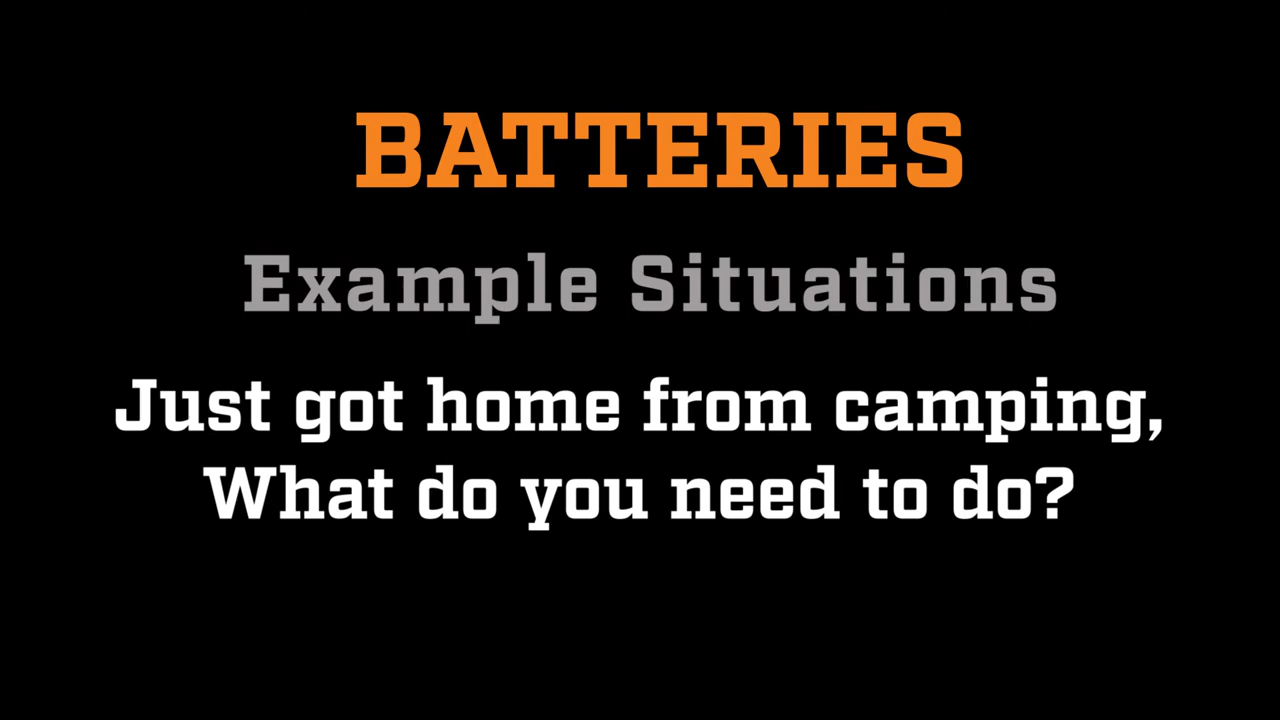 BATTERIES
Example Situations
Just got home from camping,
What do you need to do?